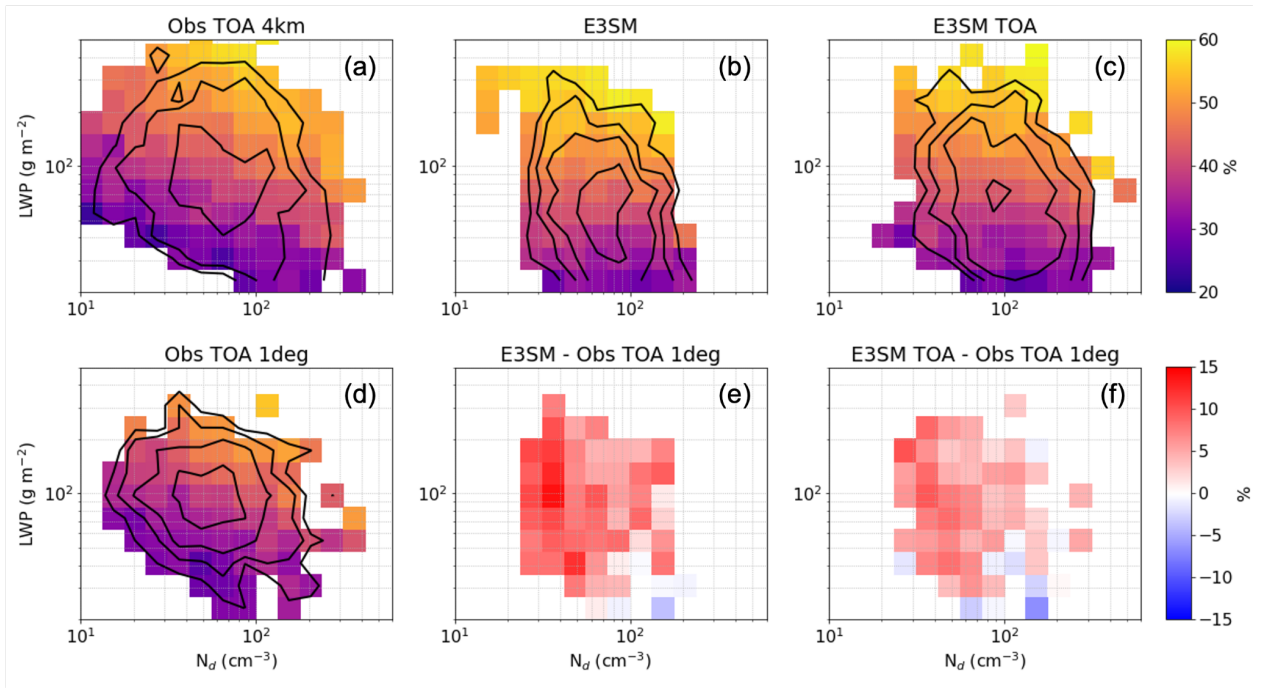 Obs TOA 4km
E3SM
E3SM TOA
(a)
(b)
(c)
LWP (g m⁻²)
10²
10²
10²
10¹
10²
10¹
10²
10¹
10²
60
50
40
30
20
%
Obs TOA 1deg
E3SM - Obs TOA 1deg
E3SM TOA - Obs TOA 1deg
(d)
(e)
(f)
LWP (g m⁻²)
10²
10²
10²
10¹
10²
10¹
10²
10¹
10²
N_d (cm⁻³)
N_d (cm⁻³)
N_d (cm⁻³)
15
10
5
0
−5
−10
−15
%